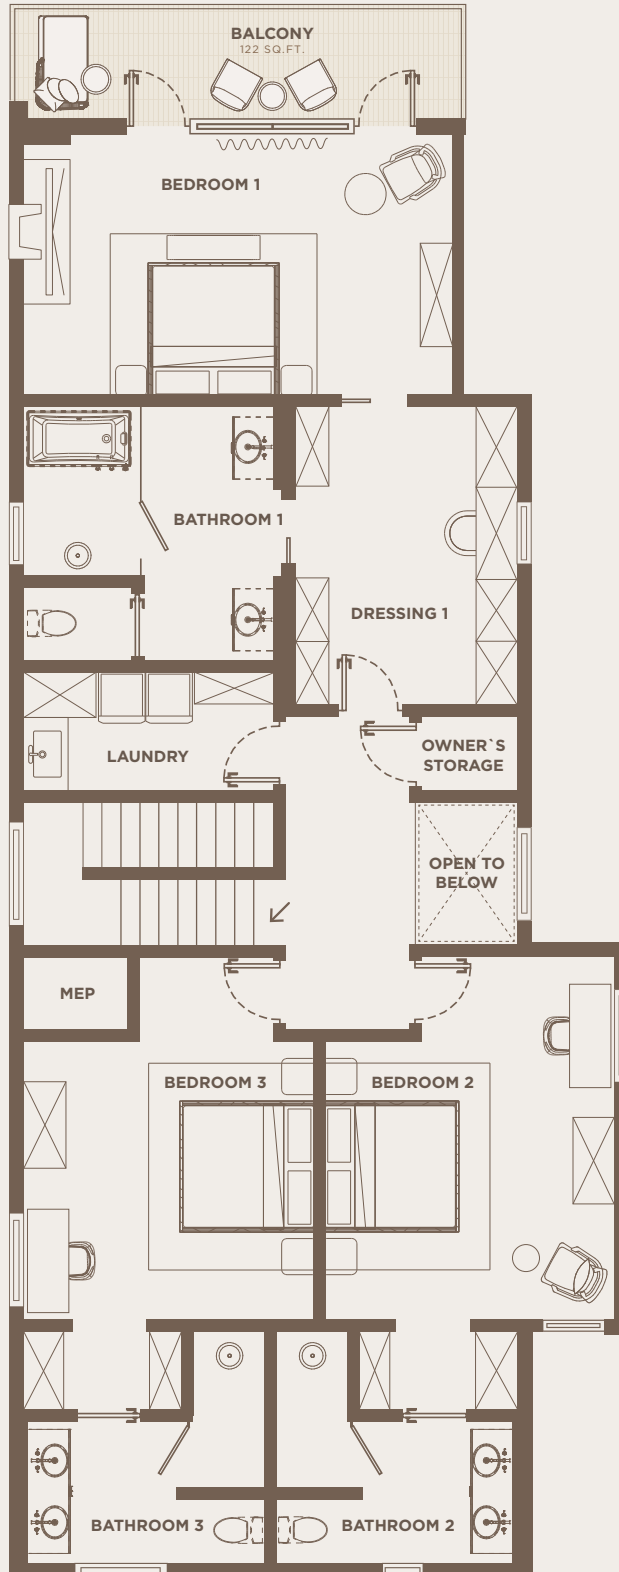 BALCONY
122 SQ.FT.
BEDROOM 1
BATHROOM 1
DRESSING 1
LAUNDRY
OWNER`S
STORAGE
OPEN TO
BELOW
MEP
BEDROOM 3
BEDROOM 2
BATHROOM 3
BATHROOM 2